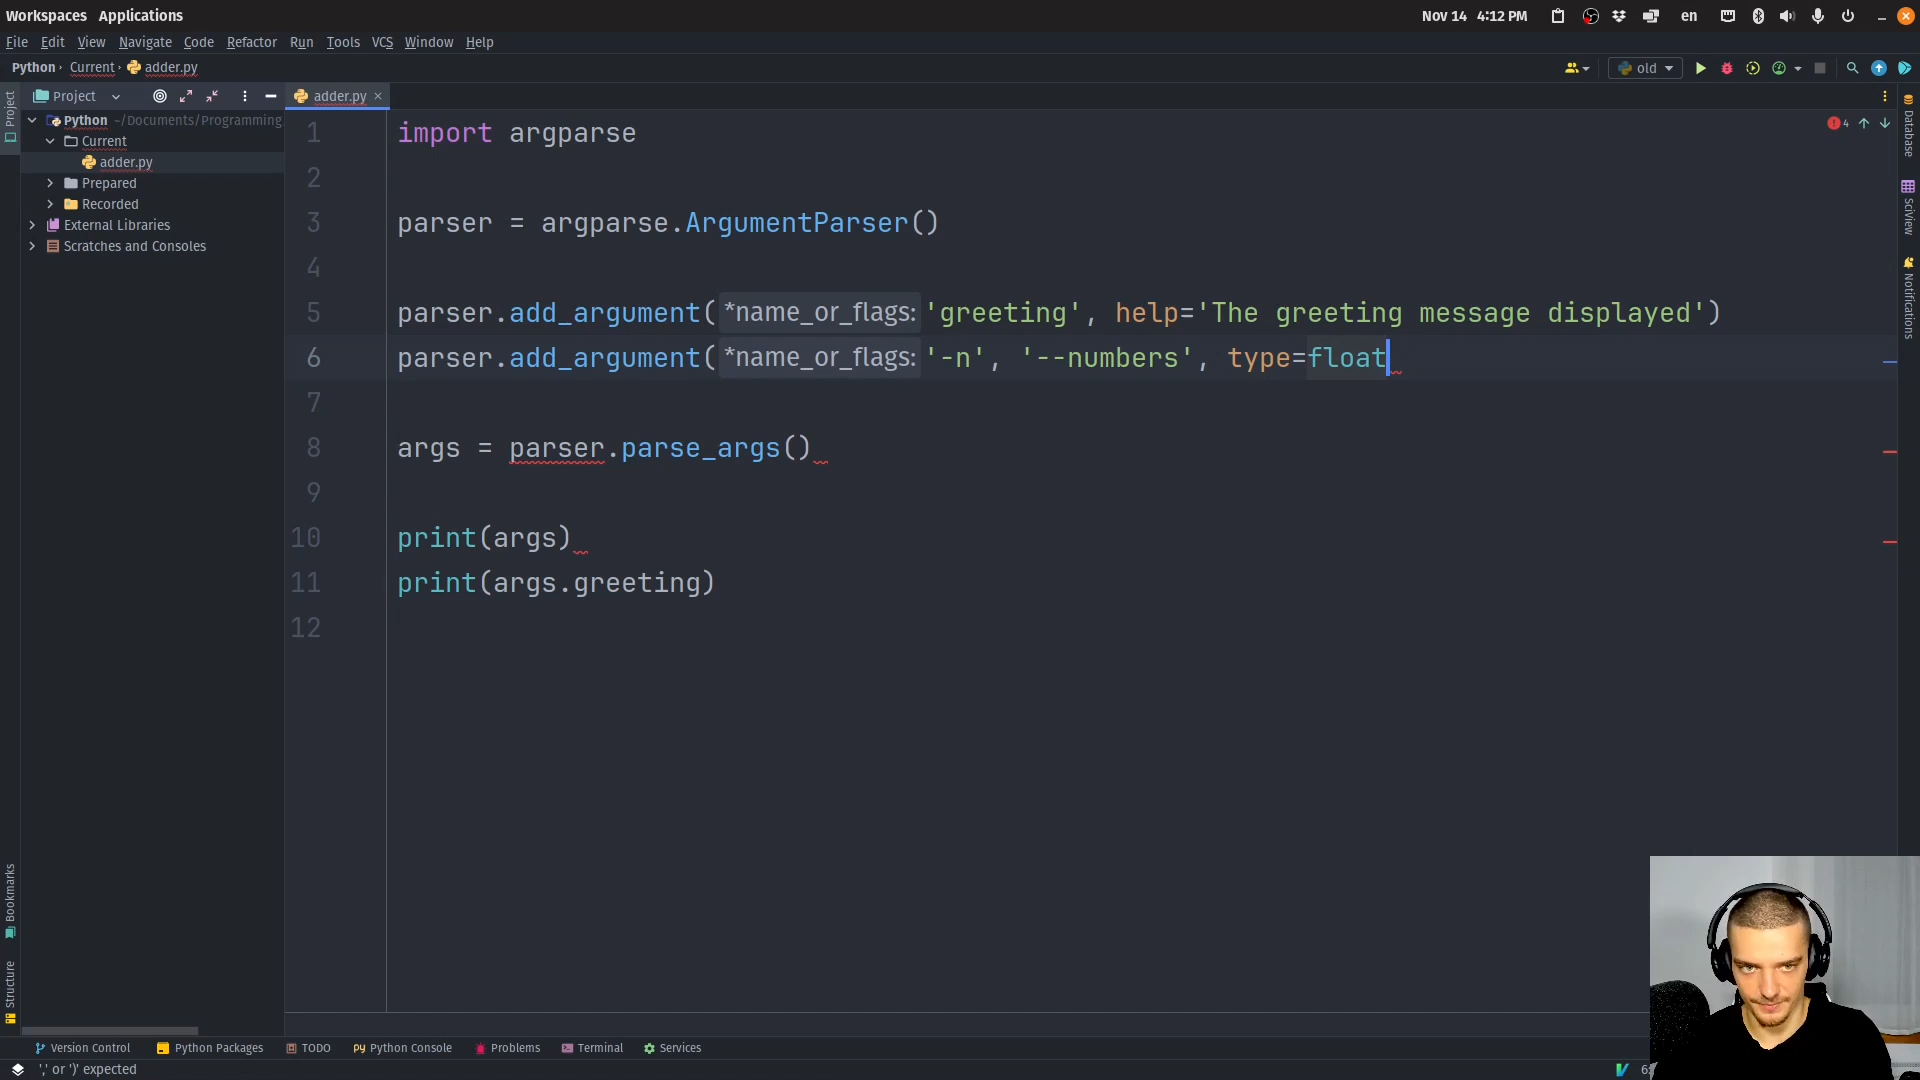 Workspaces Applications Nov 14 4:12 PM en
File Edit View Navigate Code Refactor Run Tools VCS Window Help
Python Current adder.py old
Project adder.py
Python ~/Documents/Programming
Current
adder.py
Prepared
Recorded
External Libraries
Scratches and Consoles
Project
Bookmarks
Structure
1 import argparse
2
3 parser = argparse.ArgumentParser()
4
5 parser.add_argument(*name_or_flags: 'greeting', help='The greeting message displayed')
6 parser.add_argument(*name_or_flags: '-n', '--numbers', type=float
7
8 args = parser.parse_args()
9
10 print(args)
11 print(args.greeting)
12
4
Database
SciView
Notifications
Version Control Python Packages TODO Python Console Problems Terminal Services
',' or ')' expected